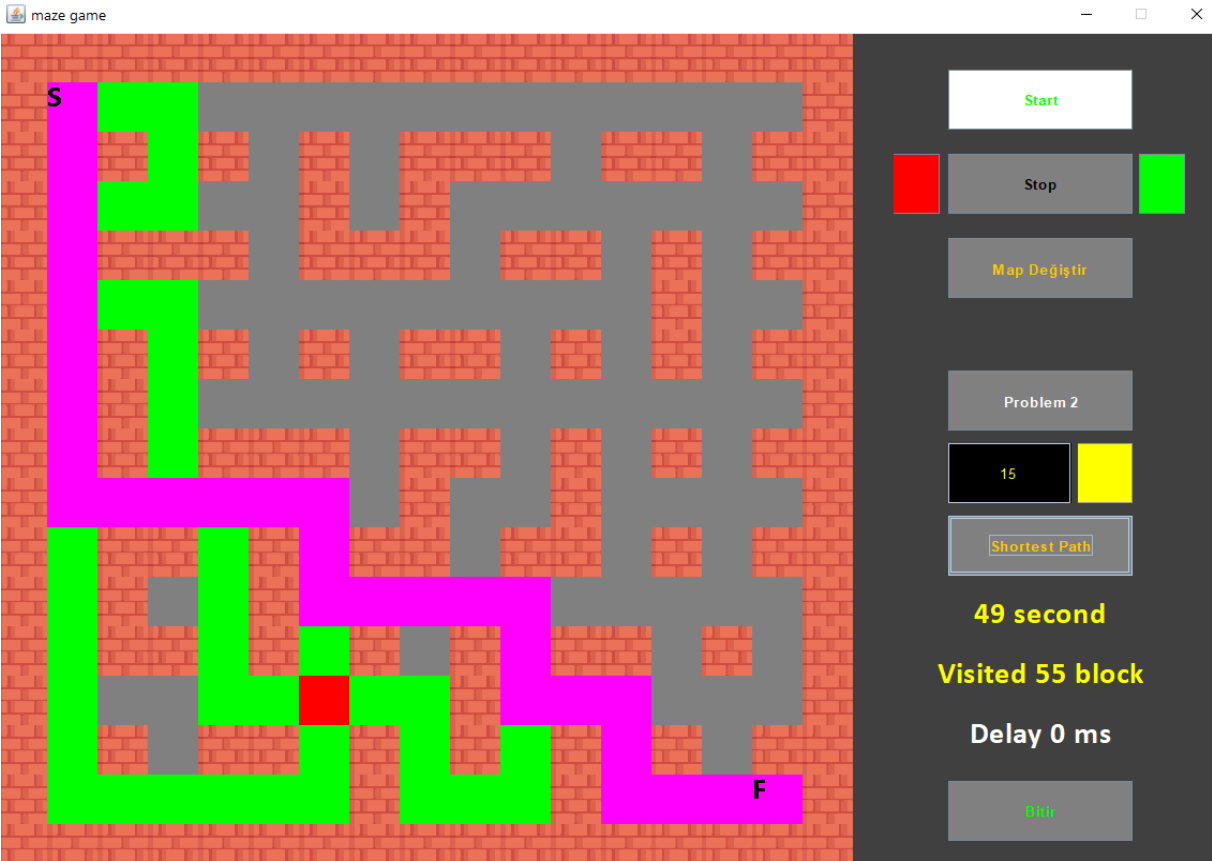 maze game
S
Start
Stop
Map Değiştir
Problem 2
15
Shortest Path
49 second
Visited 55 block
Delay 0 ms
F
Bitir